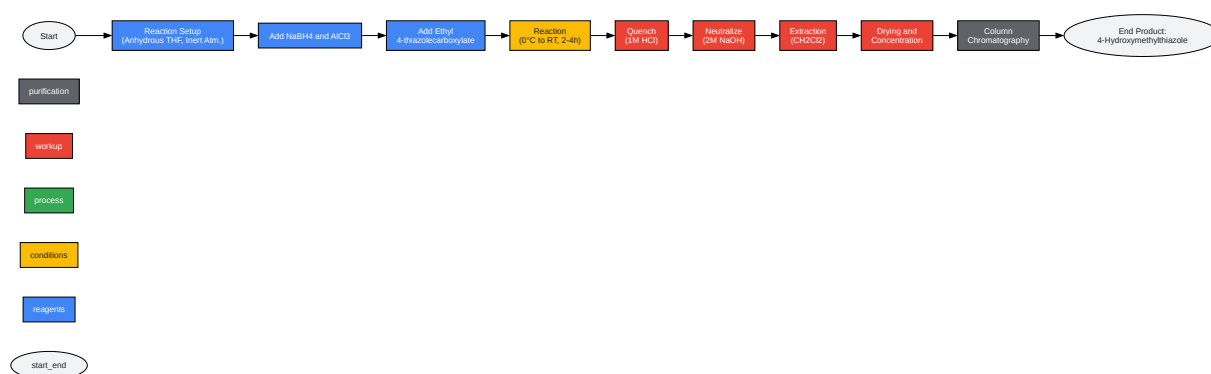 Start
Reaction Setup
(Anhydrous THF, Inert Atm.)
Add NaBH4 and AlCl3
Add Ethyl
4-thiazolecarboxylate
Reaction
(0°C to RT, 2-4h)
Quench
(1M HCl)
Neutralize
(2M NaOH)
Extraction
(CH2Cl2)
Drying and
Concentration
Column
Chromatography
End Product:
4-Hydroxymethylthiazole
purification
workup
process
conditions
reagents
start_end